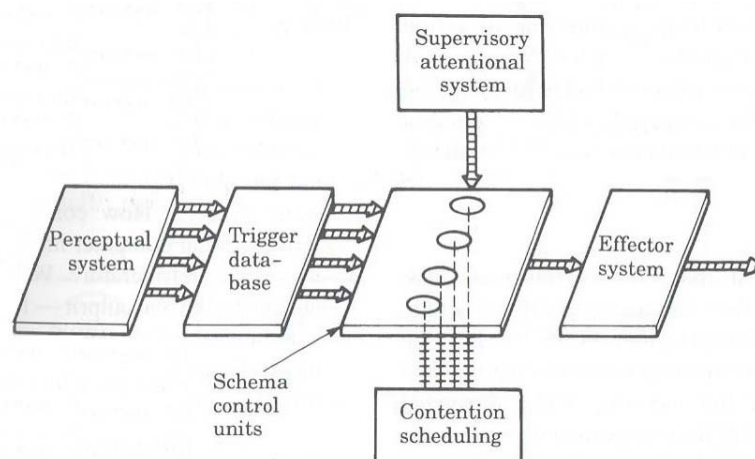 Supervisory
attentional
system
Perceptual
system
Trigger
data-
base
Effector
system
Schema
control
units
Contention
scheduling